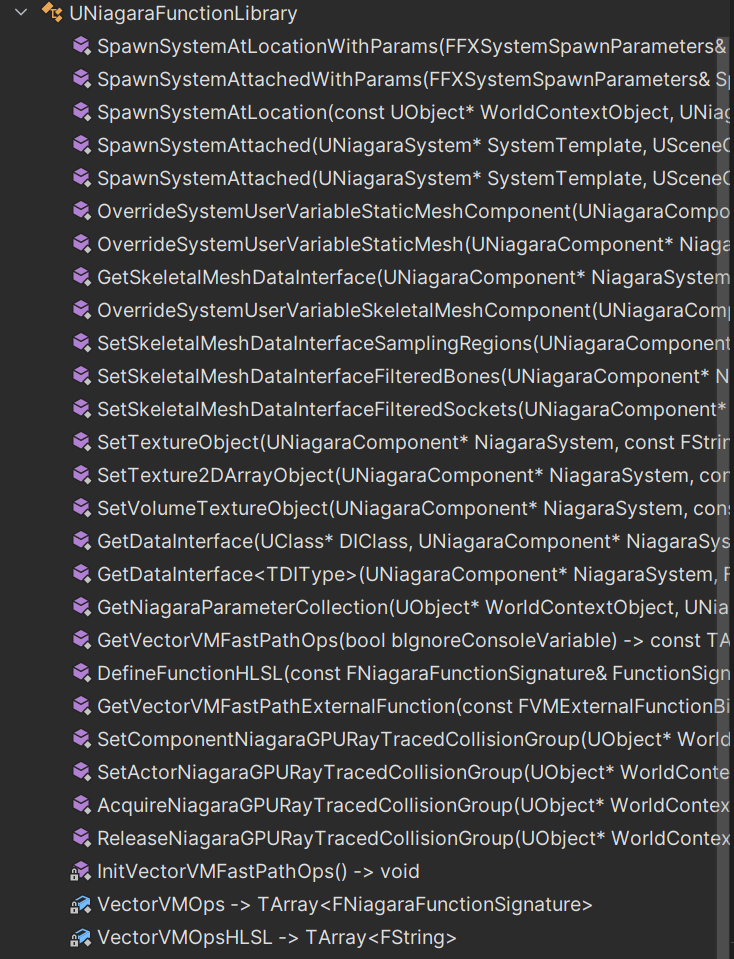 UNiagaraFunctionLibrary
SpawnSystemAtLocationWithParams(FFXSystemSpawnParameters&
SpawnSystemAttachedWithParams(FFXSystemSpawnParameters& Sp
SpawnSystemAtLocation(const UObject* WorldContextObject, UNiag
SpawnSystemAttached(UNiagaraSystem* SystemTemplate, USceneC
SpawnSystemAttached(UNiagaraSystem* SystemTemplate, USceneC
OverrideSystemUserVariableStaticMeshComponent(UNiagaraCompo
OverrideSystemUserVariableStaticMesh(UNiagaraComponent* Niaga
GetSkeletalMeshDataInterface(UNiagaraComponent* NiagaraSystem
OverrideSystemUserVariableSkeletalMeshComponent(UNiagaraComp
SetSkeletalMeshDataInterfaceSamplingRegions(UNiagaraComponent
SetSkeletalMeshDataInterfaceFilteredBones(UNiagaraComponent* N
SetSkeletalMeshDataInterfaceFilteredSockets(UNiagaraComponent*
SetTextureObject(UNiagaraComponent* NiagaraSystem, const FStrin
SetTexture2DArrayObject(UNiagaraComponent* NiagaraSystem, con
SetVolumeTextureObject(UNiagaraComponent* NiagaraSystem, cons
GetDataInterface(UClass* DIClass, UNiagaraComponent* NiagaraSys
GetDataInterface<TDIType>(UNiagaraComponent* NiagaraSystem, F
GetNiagaraParameterCollection(UObject* WorldContextObject, UNia
GetVectorVMFastPathOps(bool bIgnoreConsoleVariable) -> const TA
DefineFunctionHLSL(const FNiagaraFunctionSignature& FunctionSign
GetVectorVMFastPathExternalFunction(const FVMExternalFunctionBi
SetComponentNiagaraGPURayTracedCollisionGroup(UObject* World
SetActorNiagaraGPURayTracedCollisionGroup(UObject* WorldConte
AcquireNiagaraGPURayTracedCollisionGroup(UObject* WorldContex
ReleaseNiagaraGPURayTracedCollisionGroup(UObject* WorldContex
InitVectorVMFastPathOps() -> void
VectorVMOps -> TArray<FNiagaraFunctionSignature>
VectorVMOpsHLSL -> TArray<FString>